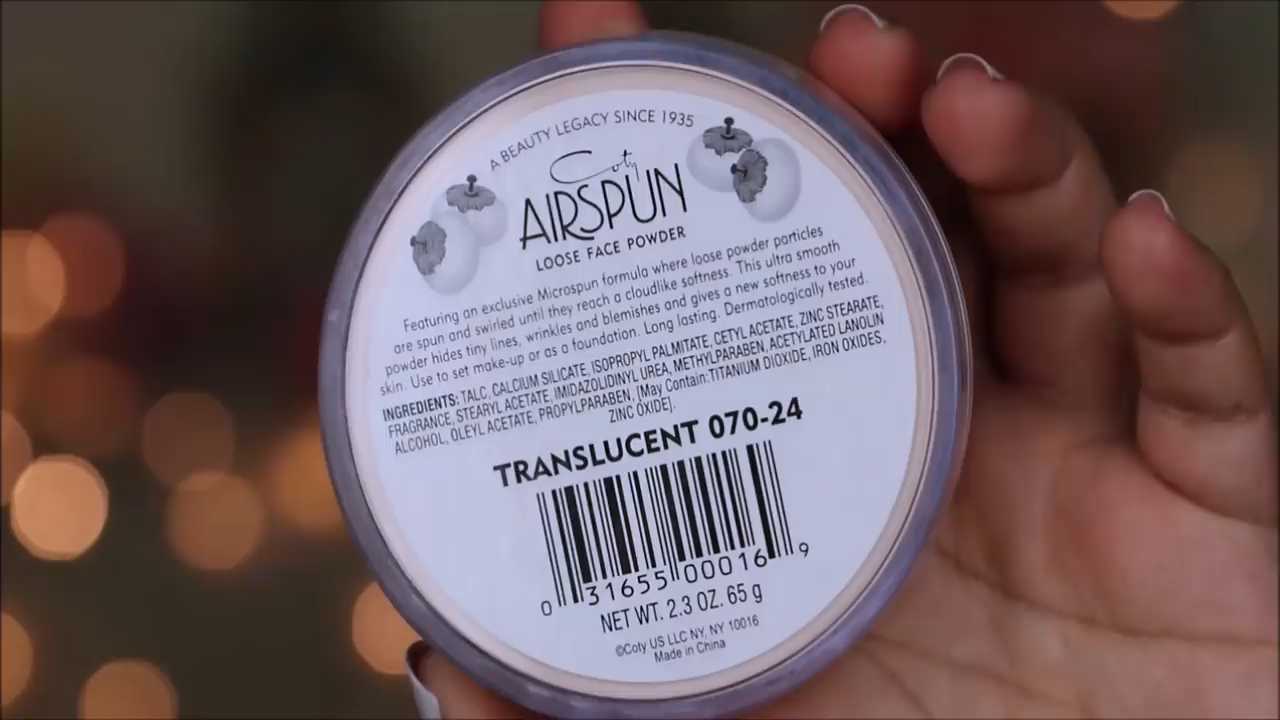 A BEAUTY LEGACY SINCE 1935
Coty
AIRSPUN
LOOSE FACE POWDER
Featuring an exclusive Microspun formula where loose powder particles
are spun and swirled until they reach a cloudlike softness. This ultra smooth
powder hides tiny lines, wrinkles and blemishes and gives a new softness to your
skin. Use to set make-up or as a foundation. Long lasting. Dermatologically tested.
INGREDIENTS: TALC, CALCIUM SILICATE, ISOPROPYL PALMITATE, CETYL ACETATE, ZINC STEARATE,
FRAGRANCE, STEARYL ACETATE, IMIDAZOLIDINYL UREA, METHYLPARABEN, ACETYLATED LANOLIN
ALCOHOL, OLEYL ACETATE, PROPYLPARABEN, [May Contain: TITANIUM DIOXIDE, IRON OXIDES,
ZINC OXIDE].
TRANSLUCENT 070-24
0 31655 00016 9
NET WT. 2.3 OZ. 65 g
©Coty US LLC NY, NY 10016
Made in China